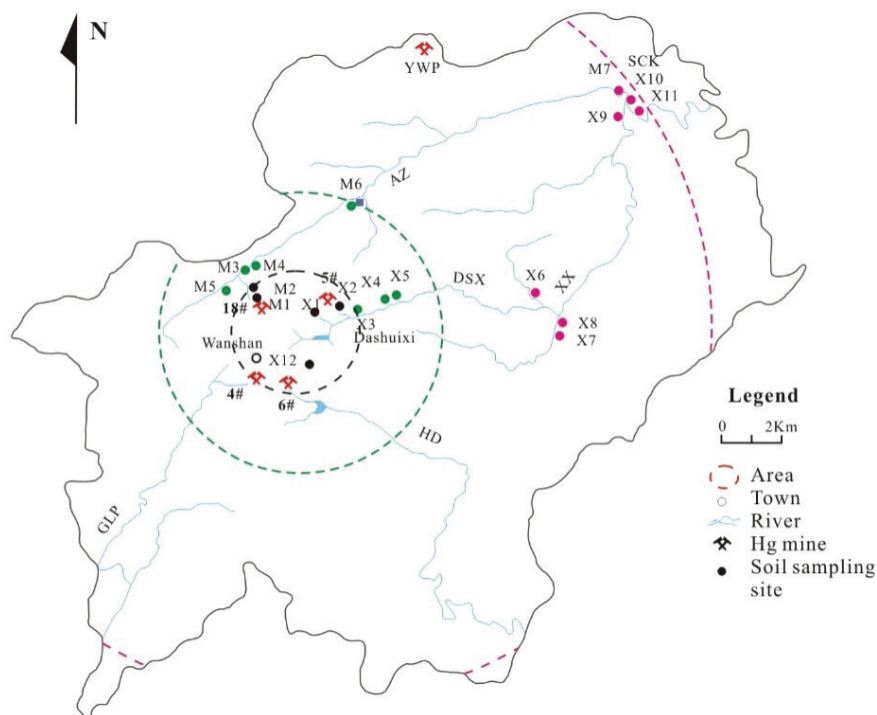 N
YWP
M7
SCK
X10
X11
X9
M6
AZ
M3
M4
M5
M2
M1
18#
5#
X2
X4
X5
X1
X3
DSX
X6
XX
X8
X7
Wanshan
Dashuixi
X12
4#
6#
HD
GLP
Legend
0 2Km
Area
Town
River
Hg mine
Soil sampling
site